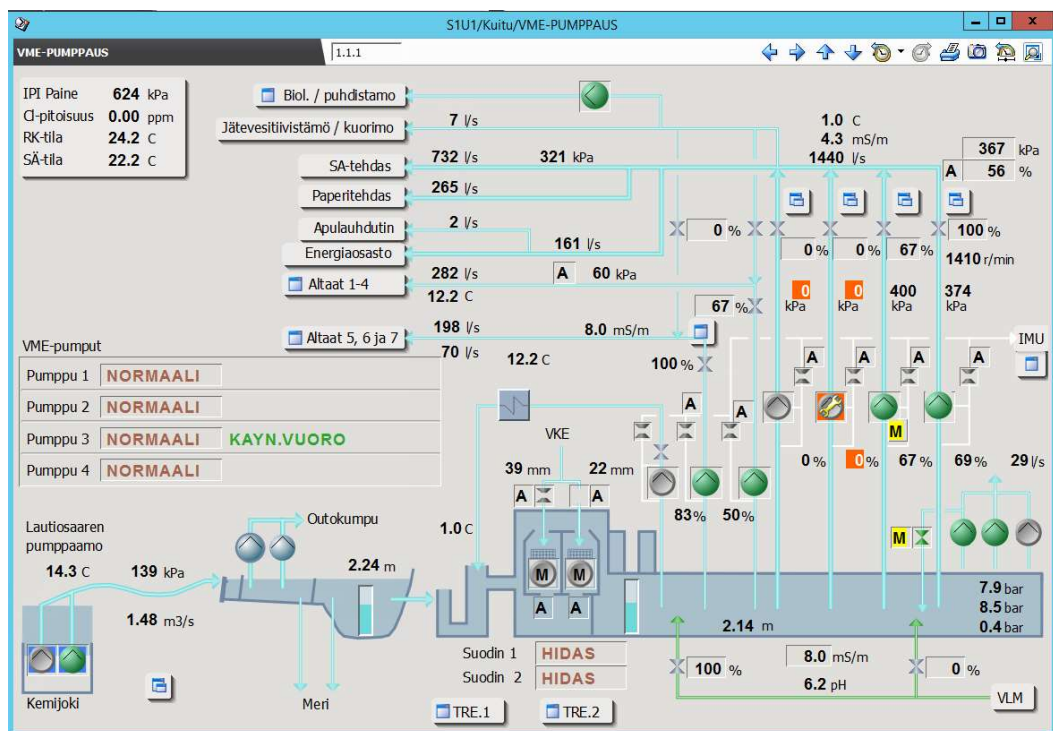 S1U1/Kuitu/VME-PUMPPAUS
VME-PUMPPAUS 1.1.1
IPI Paine 624 kPa
Cl-pitoisuus 0.00 ppm
RK-tila 24.2 C
SÄ-tila 22.2 C
Biol. / puhdistamo
Jätevesitiivistämö / kuorimo 7 l/s
1.0 C
4.3 mS/m
1440 l/s
SA-tehdas 732 l/s 321 kPa
367 kPa
A 56 %
Paperitehdas 265 l/s
Apulauhdutin 2 l/s
Energiaosasto 161 l/s
0 % 0 % 0 % 67 % 100 %
1410 r/min
Altaat 1-4 282 l/s A 60 kPa
12.2 C
0 kPa 0 kPa 400 kPa 374 kPa
67 %
Altaat 5, 6 ja 7 198 l/s 8.0 mS/m
70 l/s 12.2 C 100 %
IMU
A A A A
VME-pumput
Pumppu 1 NORMAALI
Pumppu 2 NORMAALI
Pumppu 3 NORMAALI KAYN.VUORO
Pumppu 4 NORMAALI
A A
M
VKE
39 mm 22 mm
A A
0 % 0 % 67 % 69 % 29 l/s
83 % 50 %
M
Lautiosaaren
pumppaamo
14.3 C 139 kPa
1.48 m3/s
Outokumpu
2.24 m
1.0 C
M M
A A
2.14 m
7.9 bar
8.5 bar
0.4 bar
Suodin 1 HIDAS
Suodin 2 HIDAS
100 %
8.0 mS/m
6.2 pH
0 %
VLM
Kemijoki
Meri
TRE.1 TRE.2